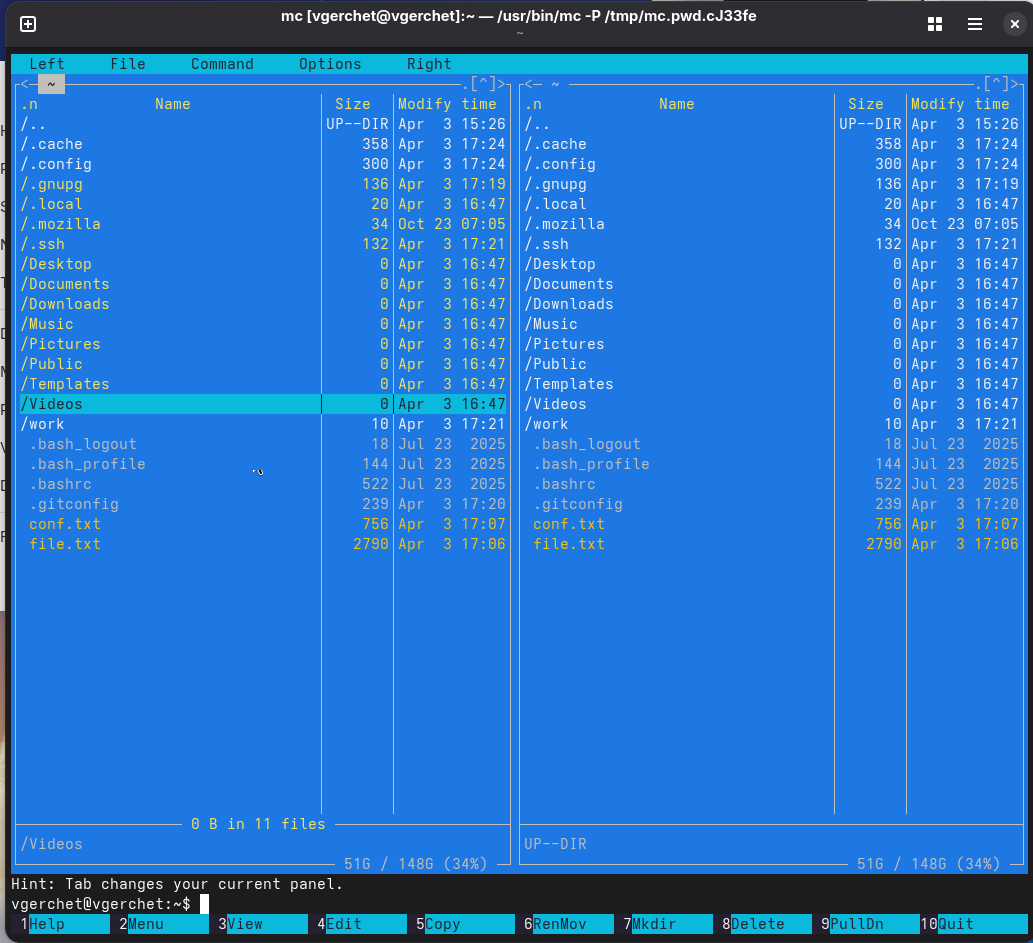 mc [vgerchet@vgerchet]:~ — /usr/bin/mc -P /tmp/mc.pwd.cJ33fe
~
Left File Command Options Right
<─ ~ .[^]> <─ ~ .[^]>
.n Name Size Modify time .n Name Size Modify time
/.. UP--DIR Apr 3 15:26 /.. UP--DIR Apr 3 15:26
/.cache 358 Apr 3 17:24 /.cache 358 Apr 3 17:24
/.config 300 Apr 3 17:24 /.config 300 Apr 3 17:24
/.gnupg 136 Apr 3 17:19 /.gnupg 136 Apr 3 17:19
/.local 20 Apr 3 16:47 /.local 20 Apr 3 16:47
/.mozilla 34 Oct 23 07:05 /.mozilla 34 Oct 23 07:05
/.ssh 132 Apr 3 17:21 /.ssh 132 Apr 3 17:21
/Desktop 0 Apr 3 16:47 /Desktop 0 Apr 3 16:47
/Documents 0 Apr 3 16:47 /Documents 0 Apr 3 16:47
/Downloads 0 Apr 3 16:47 /Downloads 0 Apr 3 16:47
/Music 0 Apr 3 16:47 /Music 0 Apr 3 16:47
/Pictures 0 Apr 3 16:47 /Pictures 0 Apr 3 16:47
/Public 0 Apr 3 16:47 /Public 0 Apr 3 16:47
/Templates 0 Apr 3 16:47 /Templates 0 Apr 3 16:47
/Videos 0 Apr 3 16:47 /Videos 0 Apr 3 16:47
/work 10 Apr 3 17:21 /work 10 Apr 3 17:21
.bash_logout 18 Jul 23 2025 .bash_logout 18 Jul 23 2025
.bash_profile 144 Jul 23 2025 .bash_profile 144 Jul 23 2025
.bashrc 522 Jul 23 2025 .bashrc 522 Jul 23 2025
.gitconfig 239 Apr 3 17:20 .gitconfig 239 Apr 3 17:20
conf.txt 756 Apr 3 17:07 conf.txt 756 Apr 3 17:07
file.txt 2790 Apr 3 17:06 file.txt 2790 Apr 3 17:06
0 B in 11 files
/Videos UP--DIR
51G / 148G (34%) 51G / 148G (34%)
Hint: Tab changes your current panel.
vgerchet@vgerchet:~$
1Help 2Menu 3View 4Edit 5Copy 6RenMov 7Mkdir 8Delete 9PullDn 10Quit